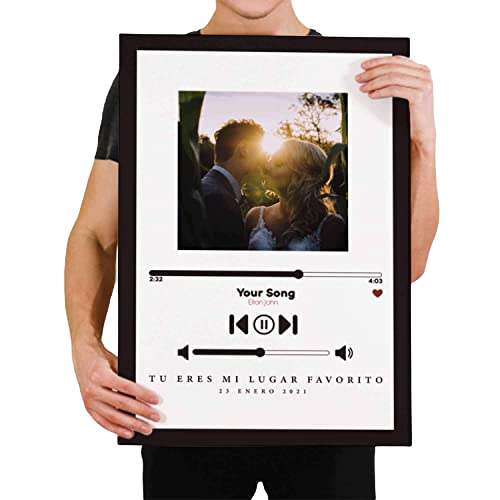 2:32 4:03
Your Song
Elton john
TU ERES MI LUGAR FAVORITO
23 ENERO 2021